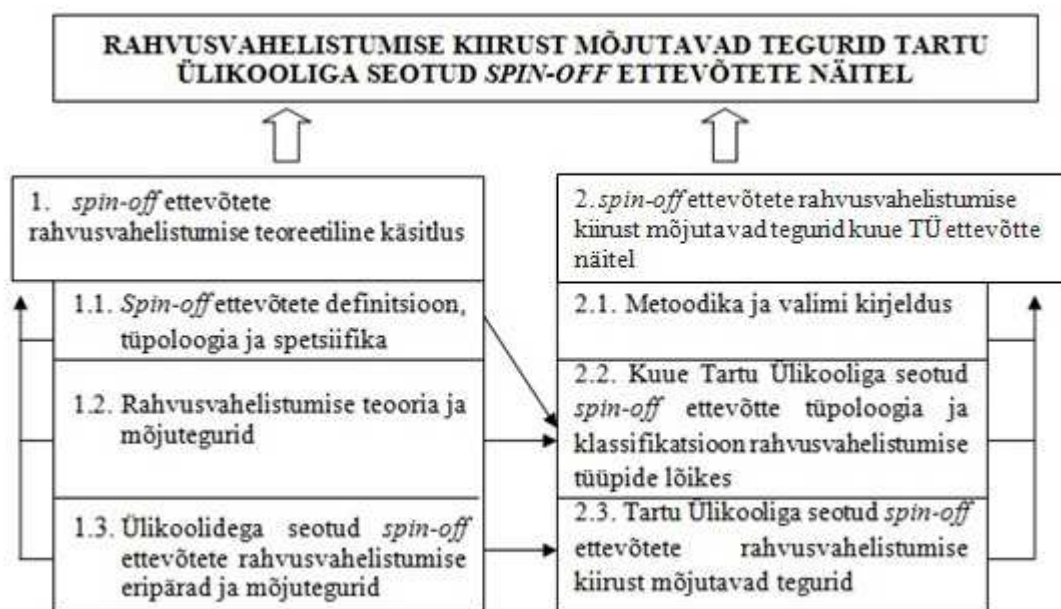 RAHVUSVAHELISTUMISE KIIRUST MÕJUTAVAD TEGURID TARTU
ÜLIKOOLIGA SEOTUD SPIN-OFF ETTEVÕTETE NÄITEL
1. spin-off ettevõtete
rahvusvahelistumise teoreetiline käsitlus
1.1. Spin-off ettevõtete definitsioon,
tüpoloogia ja spetsiifika
1.2. Rahvusvahelistumise teooria ja
mõjutegurid
1.3. Ülikoolidega seotud spin-off
ettevõtete rahvusvahelistumise
eripärad ja mõjutegurid
2. spin-off ettevõtete rahvusvahelistumise
kiirust mõjutavad tegurid kuue TÜ ettevõtte
näitel
2.1. Metoodika ja valimi kirjeldus
2.2. Kuue Tartu Ülikooliga seotud
spin-off ettevõtte tüpoloogia ja
klassifikatsioon rahvusvahelistumise
tüüpide lõikes
2.3. Tartu Ülikooliga seotud spin-off
ettevõtete rahvusvahelistumise
kiirust mõjutavad tegurid